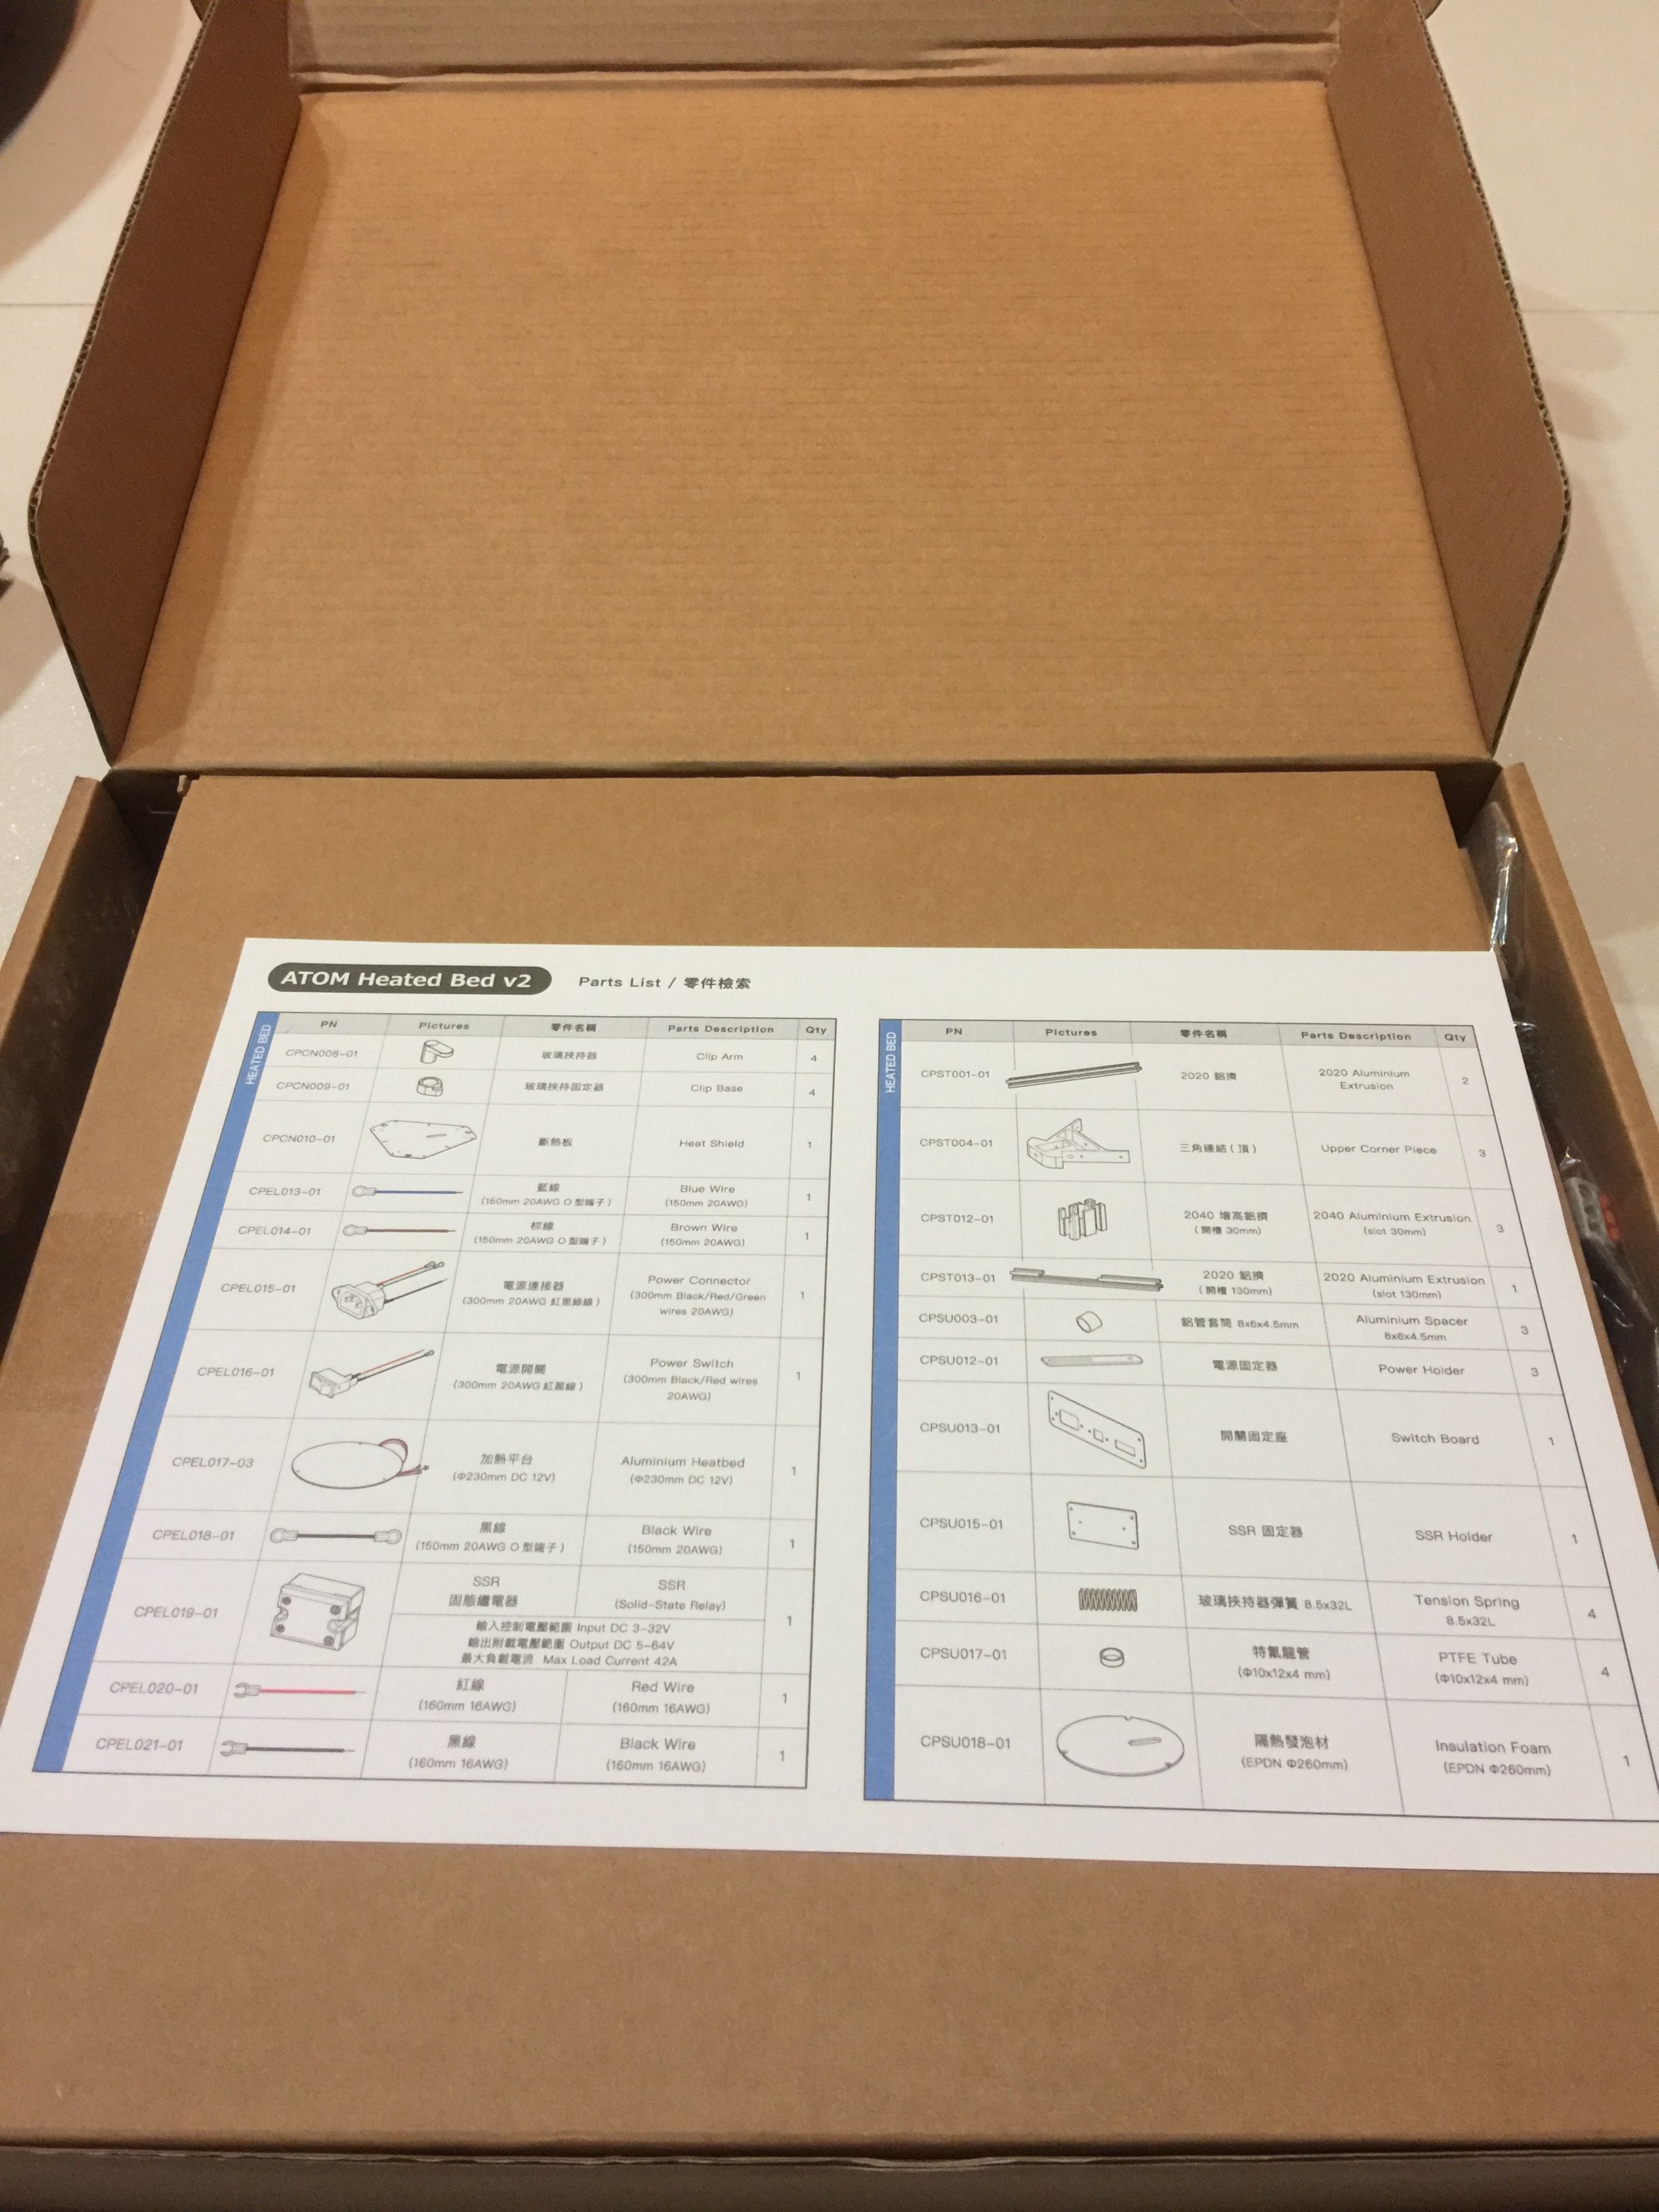 ATOM Heated Bed v2 Parts List / 零件檢索
HEATED BED
PN Pictures 零件名稱 Parts Description Qty
CPCN008-01 玻璃挾持器 Clip Arm 4
CPCN009-01 玻璃挾持固定器 Clip Base 4
CPCN010-01 斷熱板 Heat Shield 1
CPEL013-01 藍線 Blue Wire 1
(150mm 20AWG O 型端子) (150mm 20AWG)
CPEL014-01 棕線 Brown Wire 1
(150mm 20AWG O 型端子) (150mm 20AWG)
CPEL015-01 電源連接器 Power Connector 1
(300mm 20AWG 紅黑綠線) (300mm Black/Red/Green
wires 20AWG)
CPEL016-01 電源開關 Power Switch 1
(300mm 20AWG 紅黑線) (300mm Black/Red wires
20AWG)
CPEL017-03 加熱平台 Aluminium Heatbed 1
(Φ230mm DC 12V) (Φ230mm DC 12V)
CPEL018-01 黑線 Black Wire 1
(150mm 20AWG O 型端子) (150mm 20AWG)
CPEL019-01 SSR SSR 1
固態繼電器 (Solid-State Relay)
輸入控制電壓範圍 Input DC 3-32V
輸出附載電壓範圍 Output DC 5-64V
最大負載電流 Max Load Current 42A
CPEL020-01 紅線 Red Wire 1
(160mm 16AWG) (160mm 16AWG)
CPEL021-01 黑線 Black Wire 1
(160mm 16AWG) (160mm 16AWG)
HEATED BED
PN Pictures 零件名稱 Parts Description Qty
CPST001-01 2020 鋁擠 2020 Aluminium 2
Extrusion
CPST004-01 三角連結(頂) Upper Corner Piece 3
CPST012-01 2040 增高鋁擠 2040 Aluminium Extrusion 3
(開槽 30mm) (slot 30mm)
CPST013-01 2020 鋁擠 2020 Aluminium Extrusion 1
(開槽 130mm) (slot 130mm)
CPSU003-01 鋁管套筒 8x6x4.5mm Aluminium Spacer 3
8x6x4.5mm
CPSU012-01 電源固定器 Power Holder 3
CPSU013-01 開關固定座 Switch Board 1
CPSU015-01 SSR 固定器 SSR Holder 1
CPSU016-01 玻璃挾持器彈簧 8.5x32L Tension Spring 4
8.5x32L
CPSU017-01 特氟龍管 PTFE Tube 4
(Φ10x12x4 mm) (Φ10x12x4 mm)
CPSU018-01 隔熱發泡材 Insulation Foam 1
(EPDN Φ260mm) (EPDN Φ260mm)